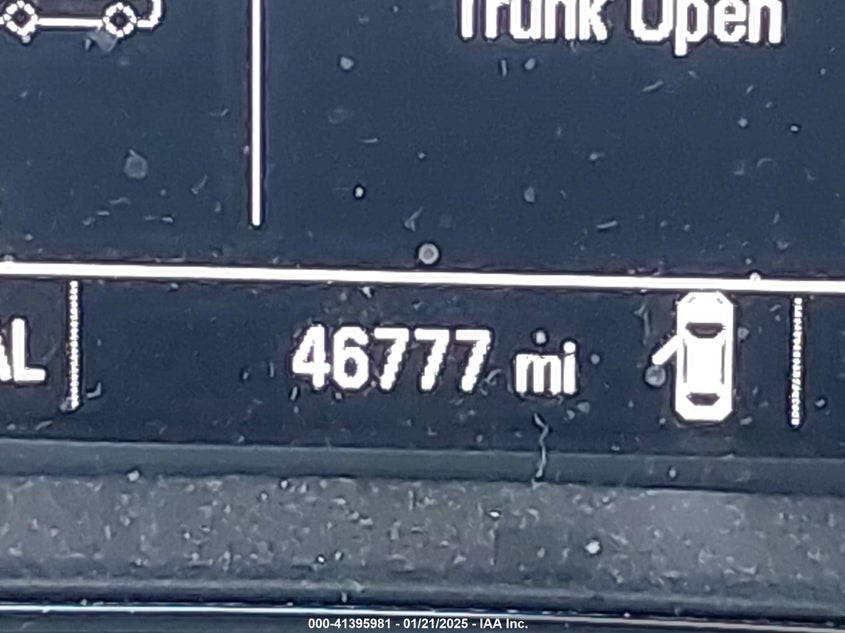 Trunk Open
AL
46777 mi
000-41395981 - 01/21/2025 - IAA Inc.